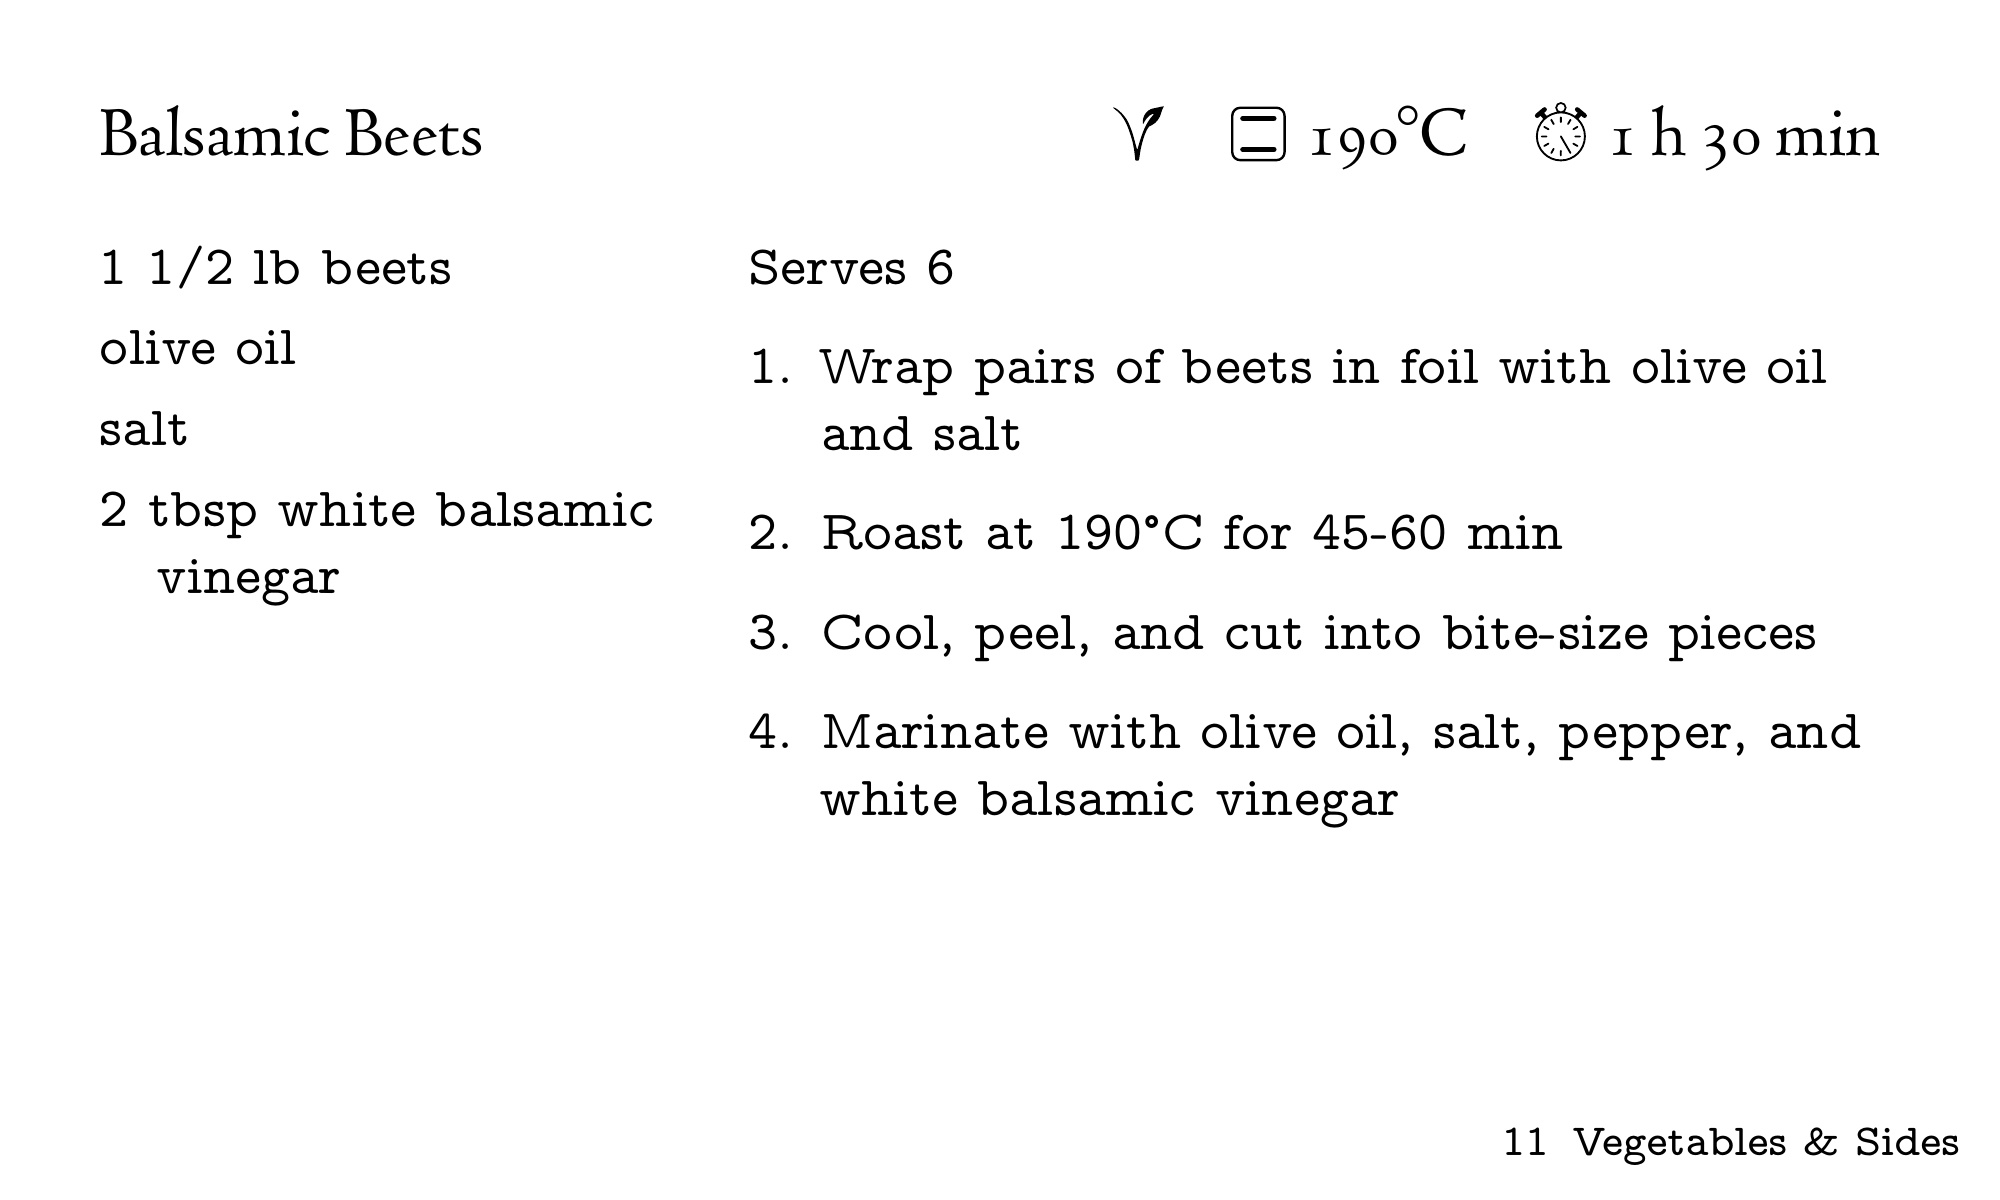 Balsamic Beets 190°C 1 h 30 min
1 1/2 lb beets
olive oil
salt
2 tbsp white balsamic
vinegar
Serves 6
1. Wrap pairs of beets in foil with olive oil
and salt
2. Roast at 190°C for 45-60 min
3. Cool, peel, and cut into bite-size pieces
4. Marinate with olive oil, salt, pepper, and
white balsamic vinegar
11 Vegetables & Sides